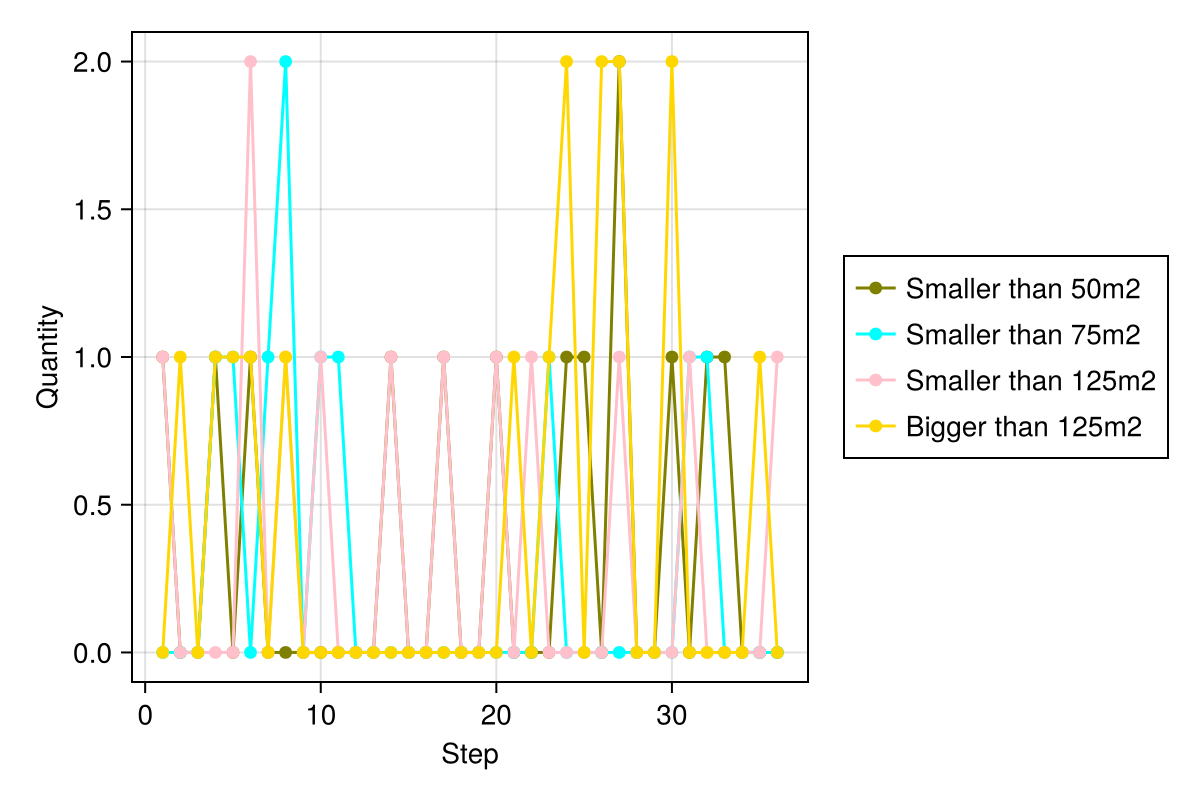 2.0
1.5
1.0
0.5
0.0
Quantity
0 10 20 30
Step
Smaller than 50m2
Smaller than 75m2
Smaller than 125m2
Bigger than 125m2